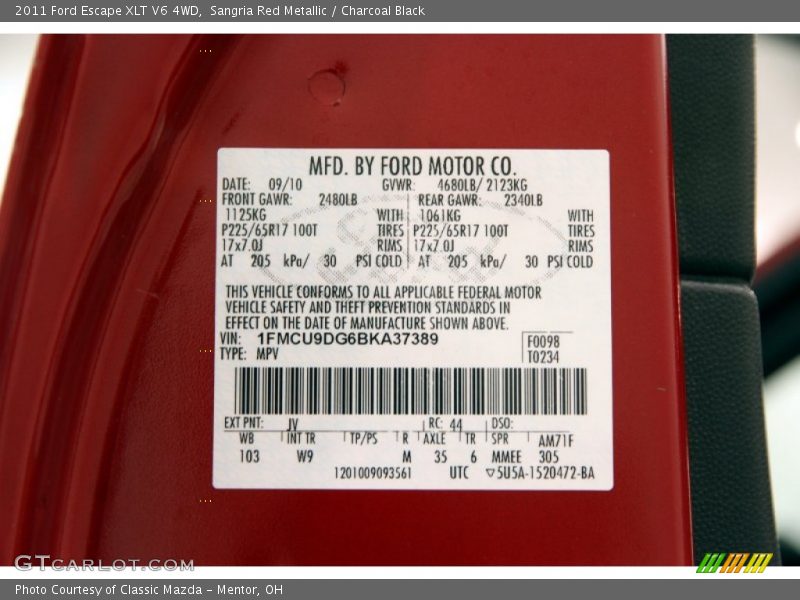 2011 Ford Escape XLT V6 4WD, Sangria Red Metallic / Charcoal Black
MFD. BY FORD MOTOR CO.
DATE: 09/10 GVWR: 4680LB/ 2123KG
FRONT GAWR: 2480LB REAR GAWR: 2340LB
1125KG WITH 1061KG WITH
P225/65R17 100T TIRES P225/65R17 100T TIRES
17x7.0J RIMS 17x7.0J RIMS
AT 205 kPa/ 30 PSI COLD AT 205 kPa/ 30 PSI COLD
THIS VEHICLE CONFORMS TO ALL APPLICABLE FEDERAL MOTOR
VEHICLE SAFETY AND THEFT PREVENTION STANDARDS IN
EFFECT ON THE DATE OF MANUFACTURE SHOWN ABOVE.
VIN: 1FMCU9DG6BKA37389 F0098
TYPE: MPV T0234
EXT PNT: JV RC: 44 DSO:
WB INT TR TP/PS R AXLE TR SPR AM71F
103 W9 M 35 6 MMEE 305
1201009093561 UTC ▽5U5A-1520472-BA
GTCARLOT.COM
Photo Courtesy of Classic Mazda - Mentor, OH